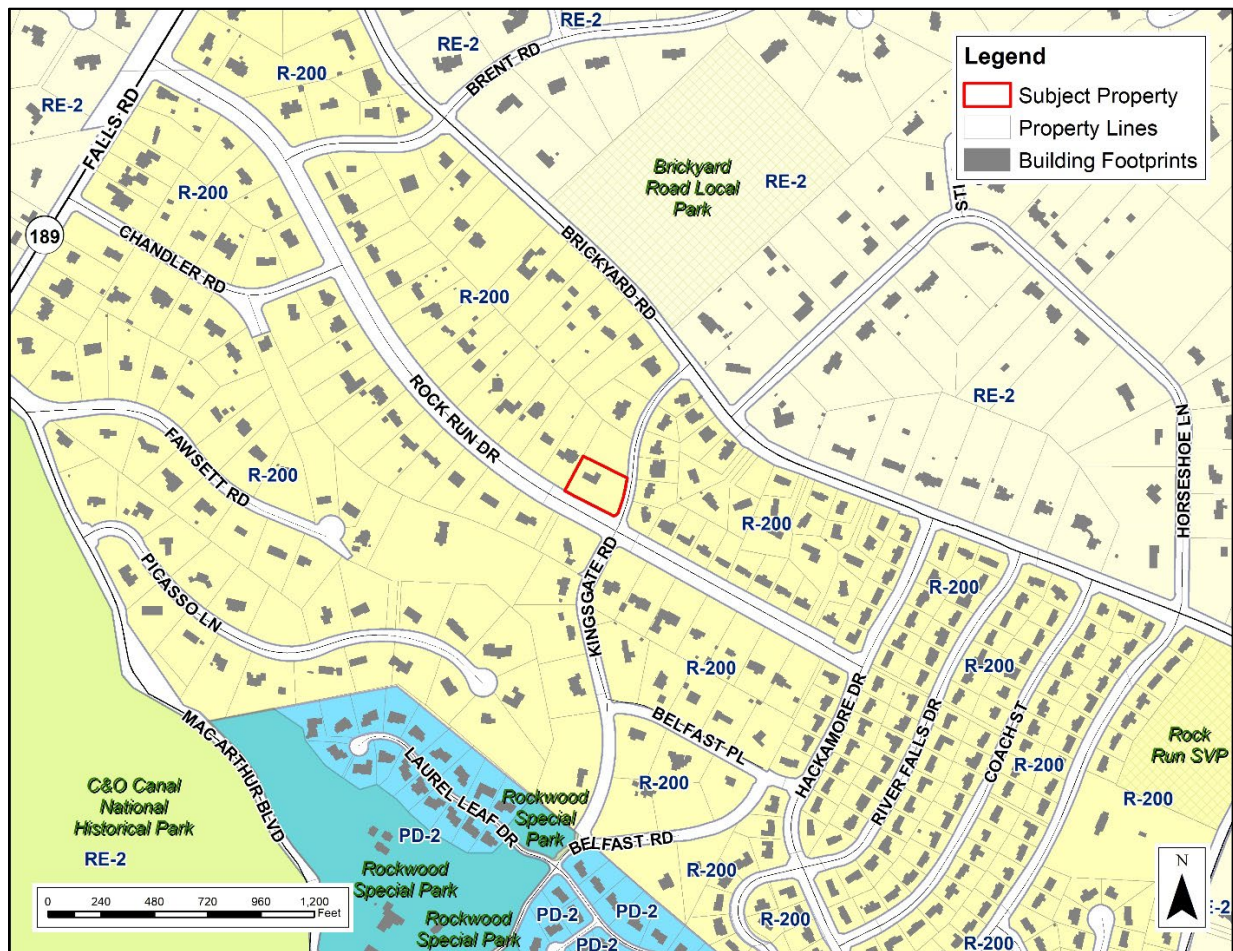 RE-2
RE-2
R-200
BRENT RD
RE-2
FALLS RD
Legend
Subject Property
Property Lines
Building Footprints
R-200
Brickyard
Road Local
Park
RE-2
189
CHANDLER RD
BRICKYARD RD
R-200
ROCK RUN DR
RE-2
HORSESHOE LN
FAWSETT RD
R-200
R-200
PICASSO LN
KINGSGATE RD
R-200
R-200
R-200
BELFAST PL
HACKAMORE DR
RIVER FALLS DR
COACH ST
R-200
Rock
Run SVP
MAC ARTHUR BLVD
LAUREL LEAF DR
R-200
R-200
C&O Canal
National
Historical Park
RE-2
Rockwood
Special
Park
PD-2
BELFAST RD
Rockwood
Special Park
R-200
Rockwood
Special Park
PD-2
PD-2
R-200
R-200
0 240 480 720 960 1,200
Feet
N